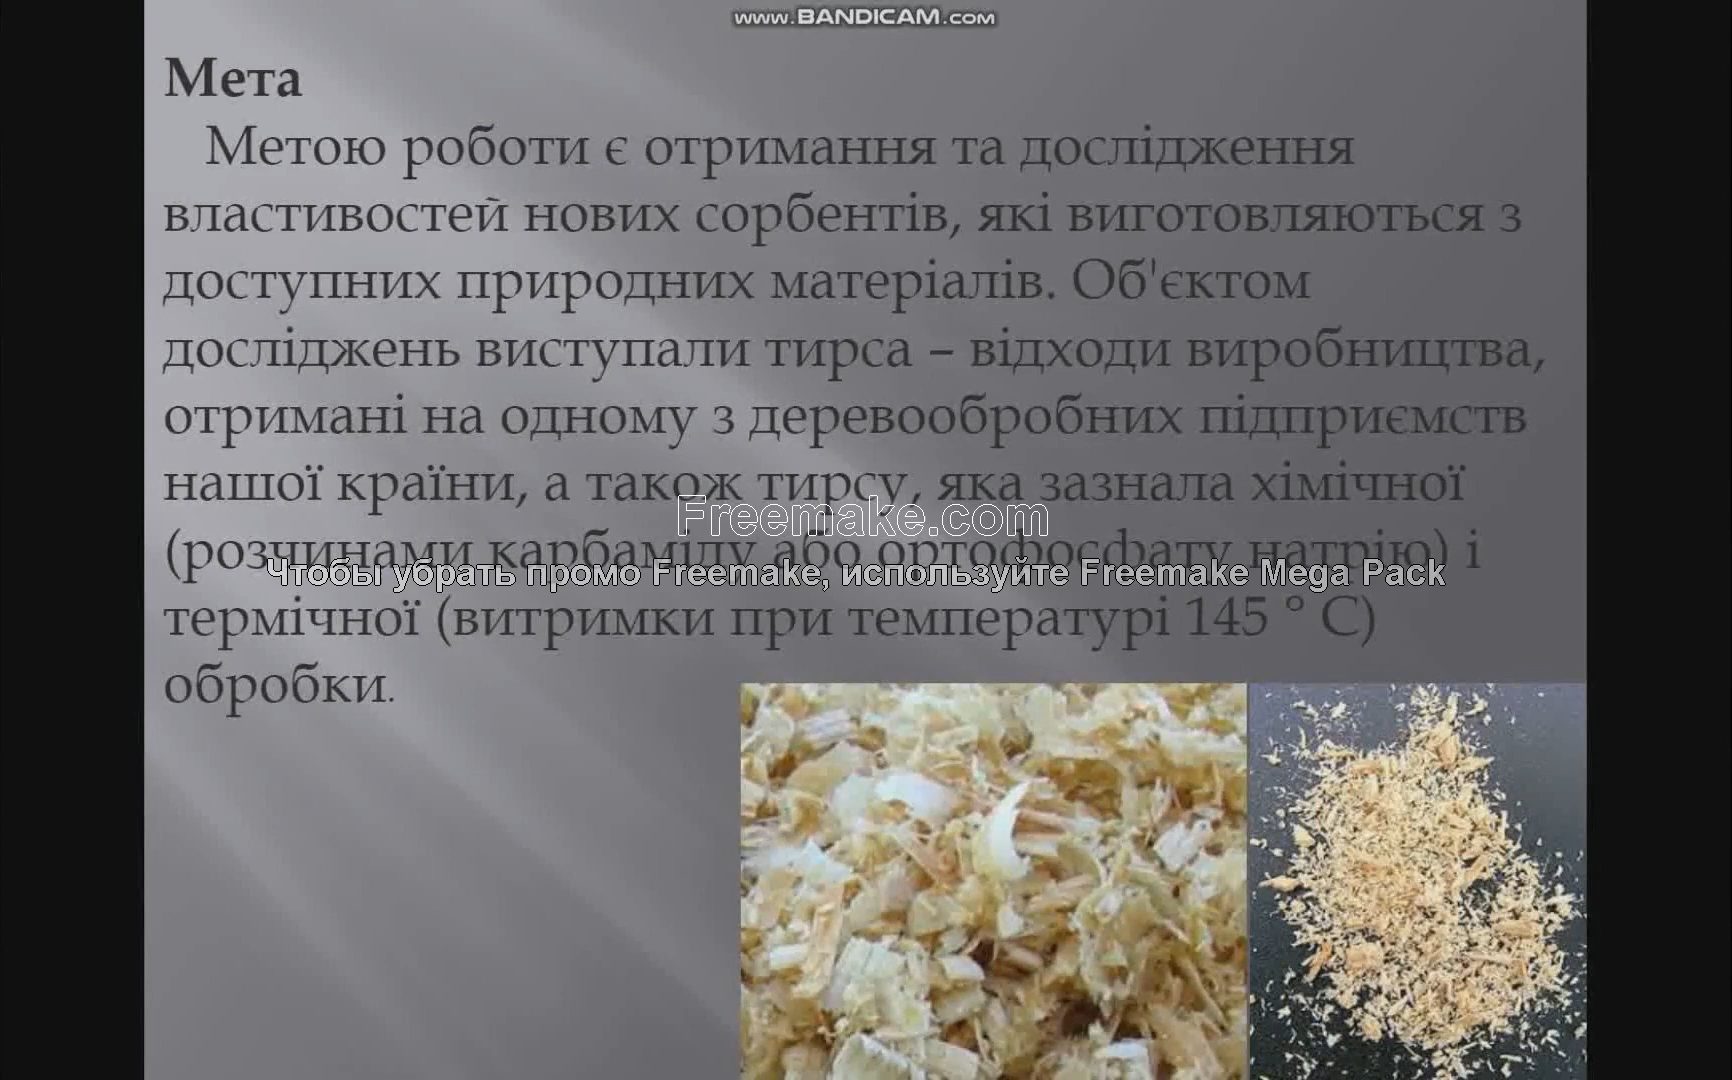 www.BANDICAM.com
Мета
Метою роботи є отримання та дослідження
властивостей нових сорбентів, які виготовляються з
доступних природних матеріалів. Об'єктом
досліджень виступали тирса – відходи виробництва,
отримані на одному з деревообробних підприємств
нашої країни, а також тирсу, яка зазнала хімічної
Freemake.com
(розчинами карбаміду або ортофосфату натрію) і
Чтобы убрать промо Freemake, используйте Freemake Mega Pack
термічної (витримки при температурі 145 ° С)
обробки.